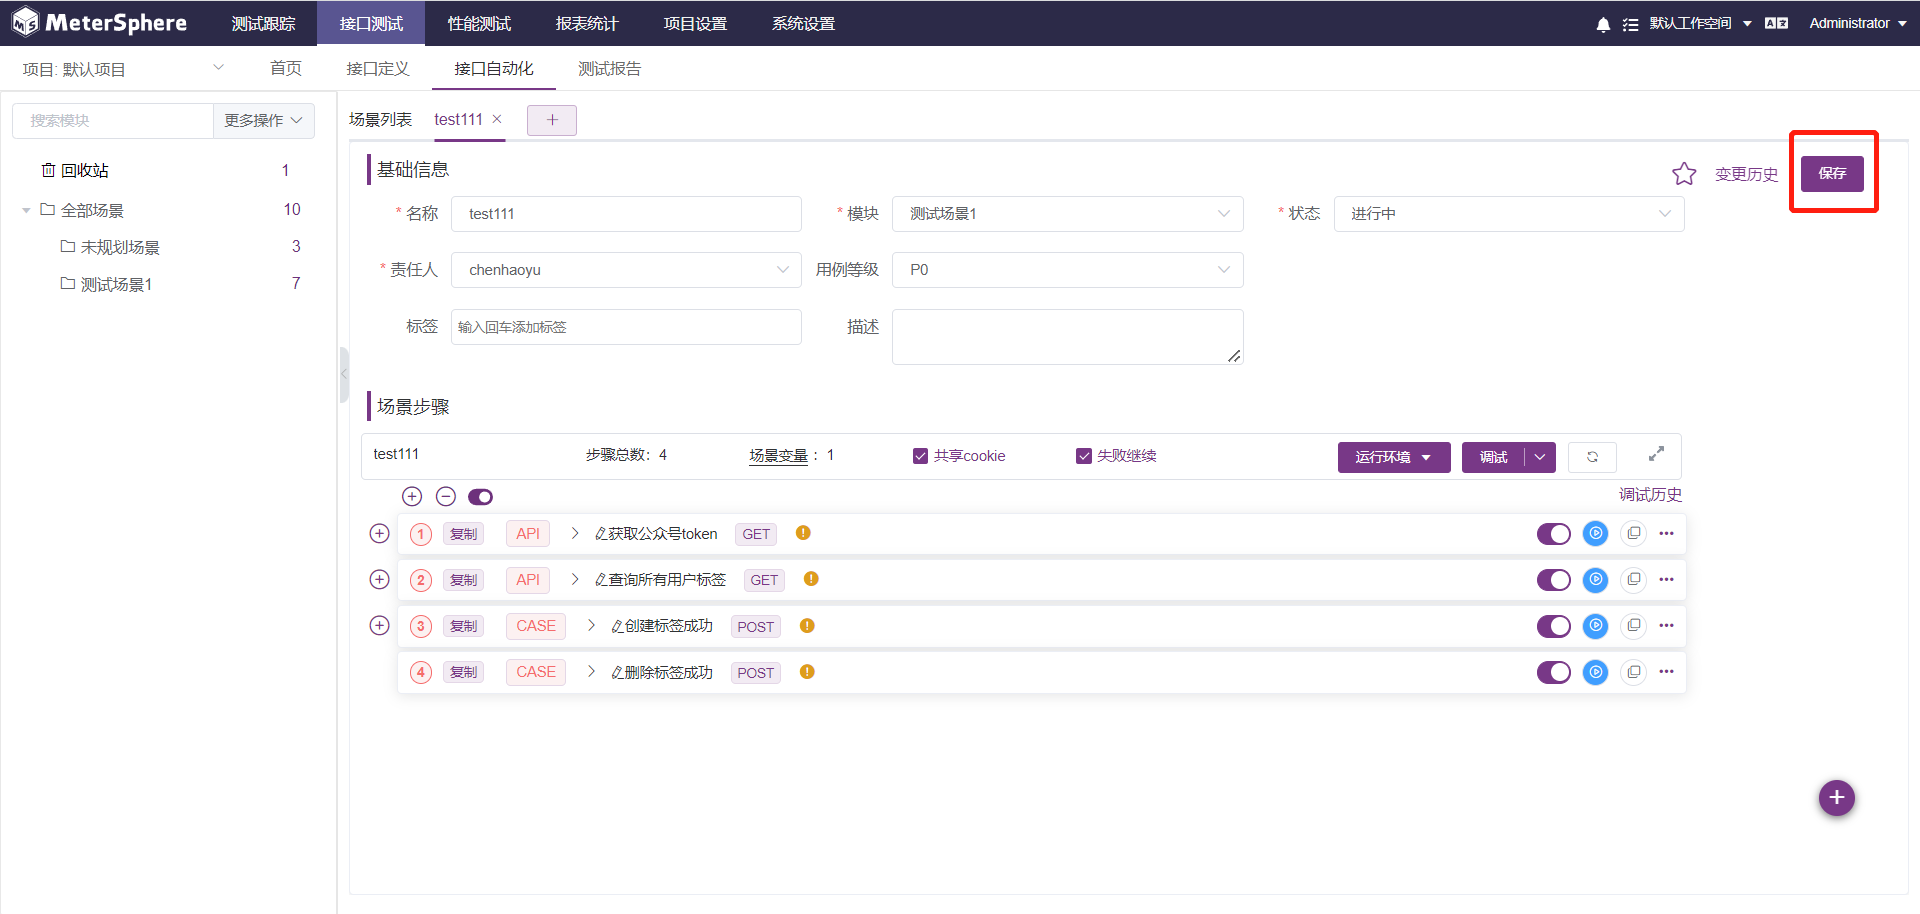 MeterSphere 测试跟踪 接口测试 性能测试 报表统计 项目设置 系统设置 默认工作空间 Administrator
项目: 默认项目 首页 接口定义 接口自动化 测试报告
搜索模块 更多操作
回收站 1
全部场景 10
未规划场景 3
测试场景1 7
场景列表 test111 × +
基础信息 变更历史 保存
* 名称 test111 * 模块 测试场景1 * 状态 进行中
* 责任人 chenhaoyu 用例等级 P0
标签 输入回车添加标签 描述
场景步骤
test111 步骤总数：4 场景变量：1 共享cookie 失败继续 运行环境 调试
调试历史
1 复制 API 获取公众号token GET
2 复制 API 查询所有用户标签 GET
3 复制 CASE 创建标签成功 POST
4 复制 CASE 删除标签成功 POST